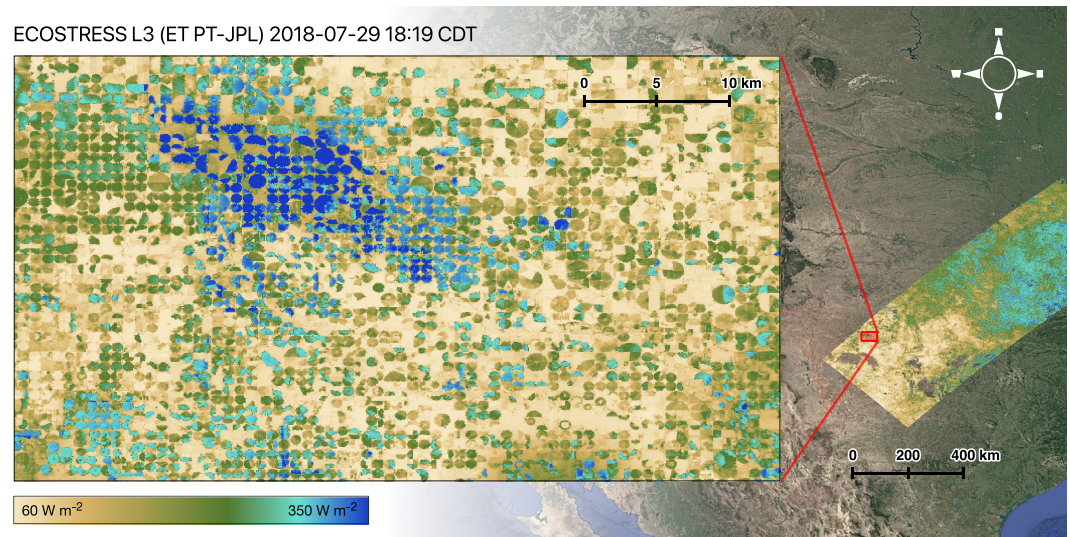 ECOSTRESS L3 (ET PT-JPL) 2018-07-29 18:19 CDT
0 5 10 km
0 200 400 km
60 W m⁻² 350 W m⁻²